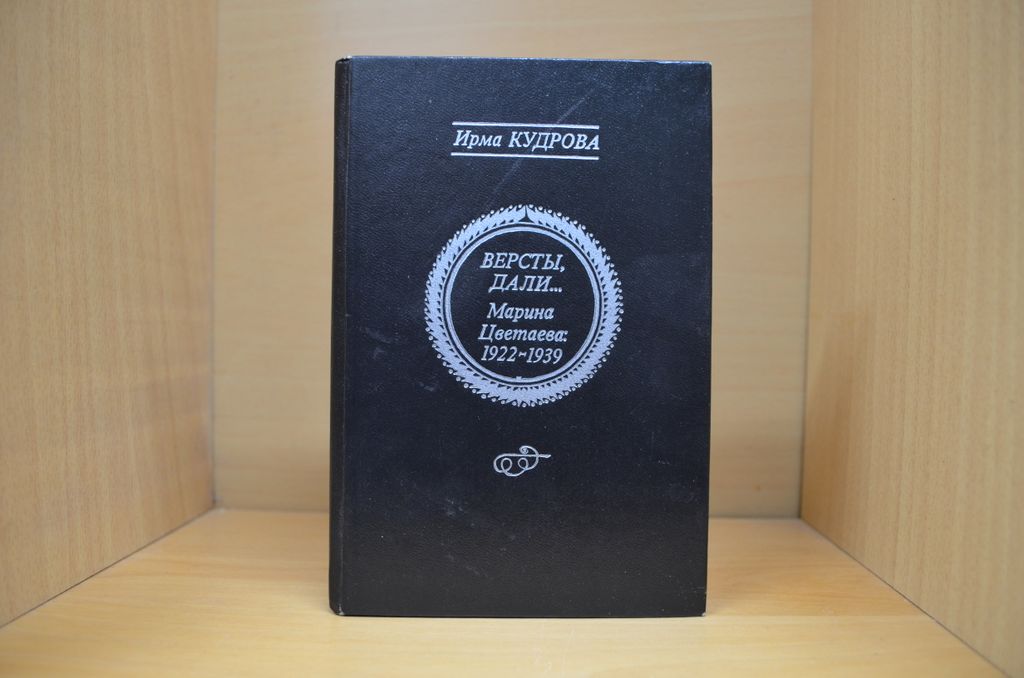 Ирма КУДРОВА
ВЕРСТЫ,
ДАЛИ...
Марина
Цветаева:
1922-1939